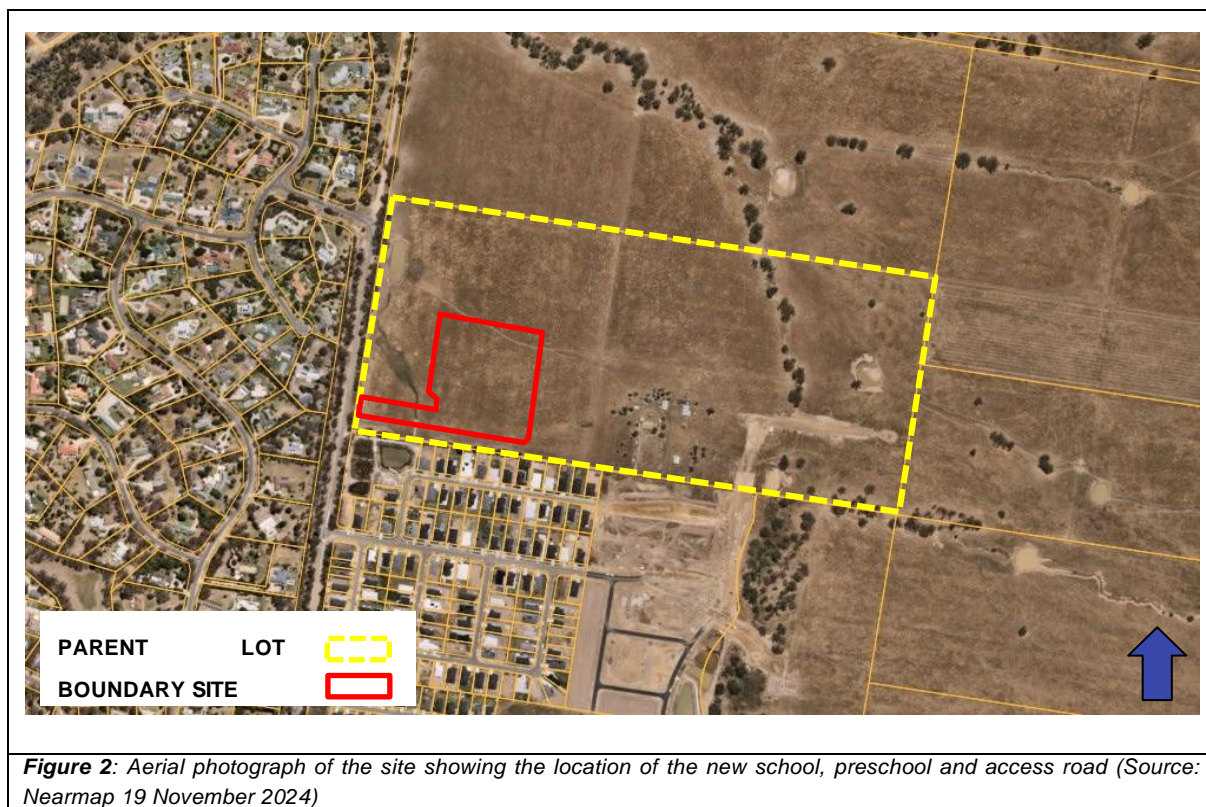 PARENT LOT
BOUNDARY SITE
Figure 2: Aerial photograph of the site showing the location of the new school, preschool and access road (Source:
Nearmap 19 November 2024)